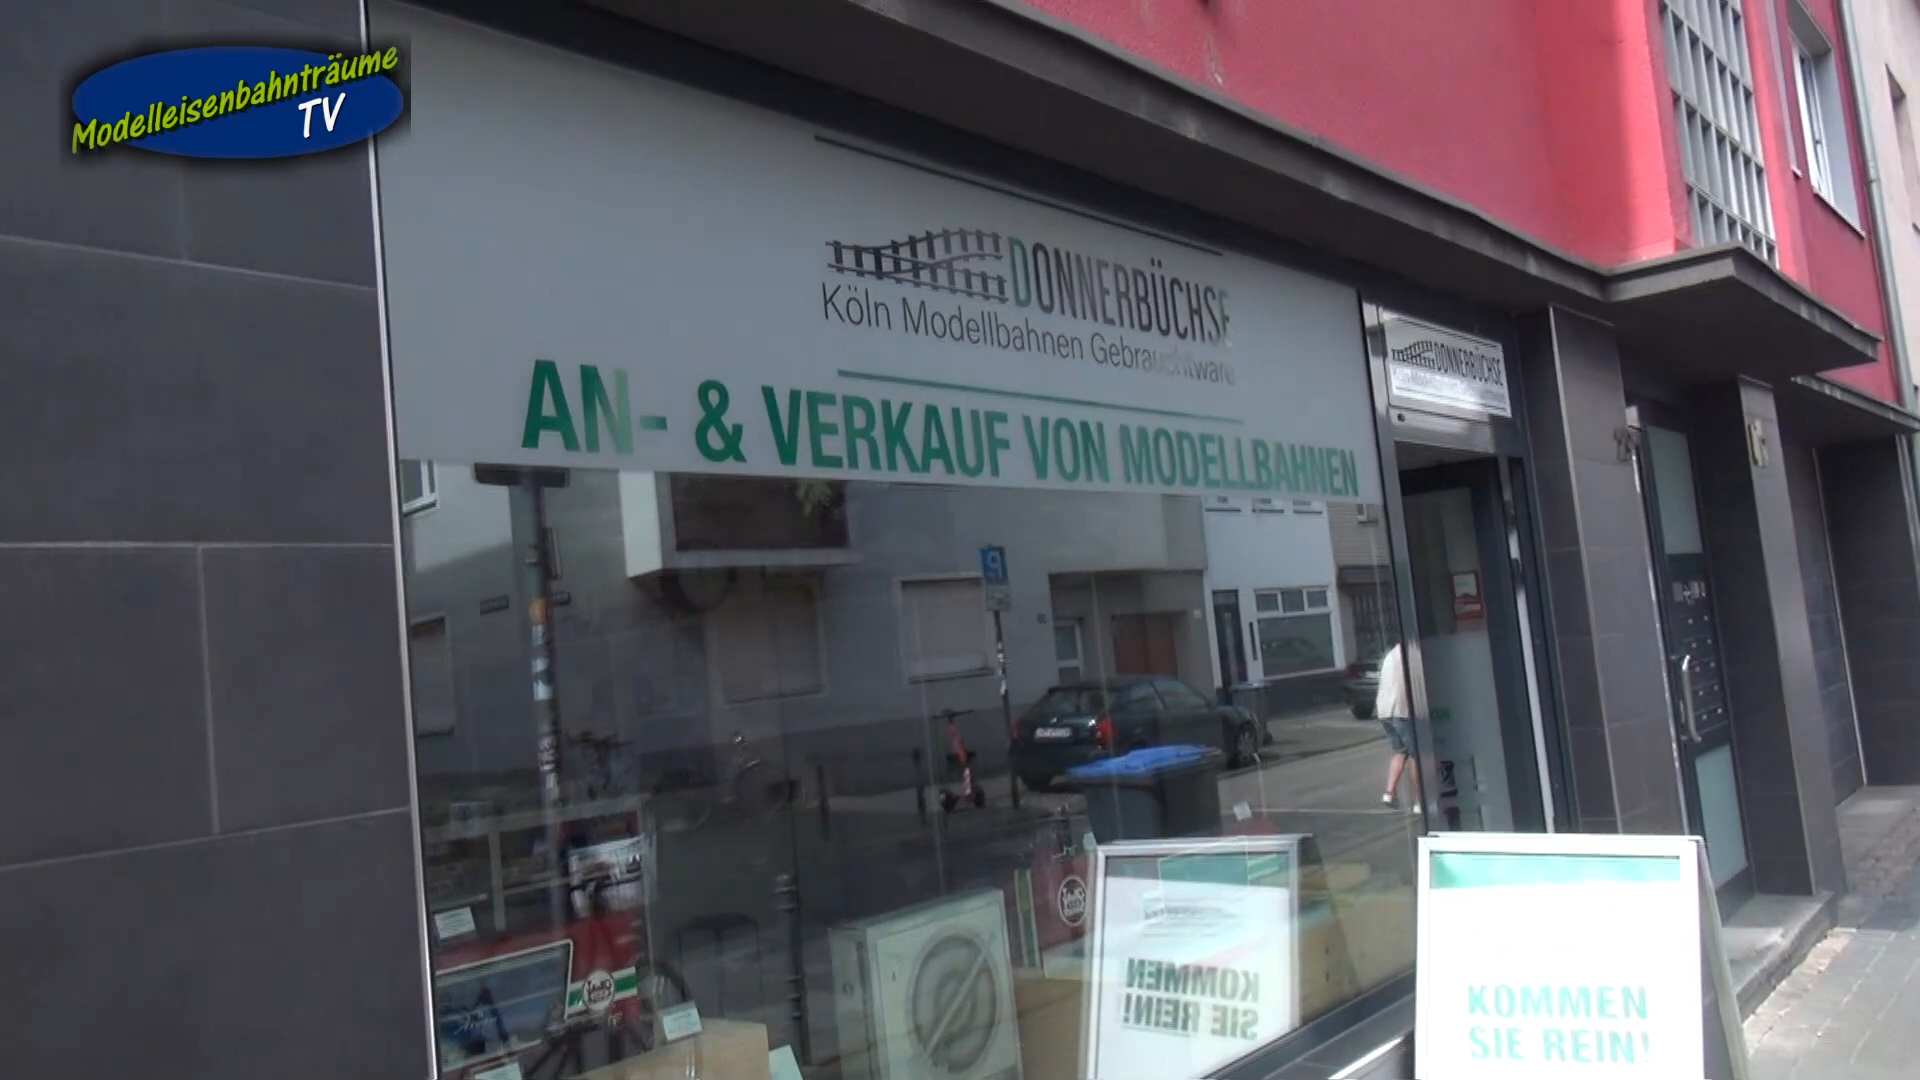 Modelleisenbahnträume
TV
DONNERBÜCHSE
Köln Modellbahnen Gebrauchtware
AN- & VERKAUF VON MODELLBAHNEN
DONNERBÜCHSE
KOMMEN
SIE REIN!
KOMMEN
SIE REIN!